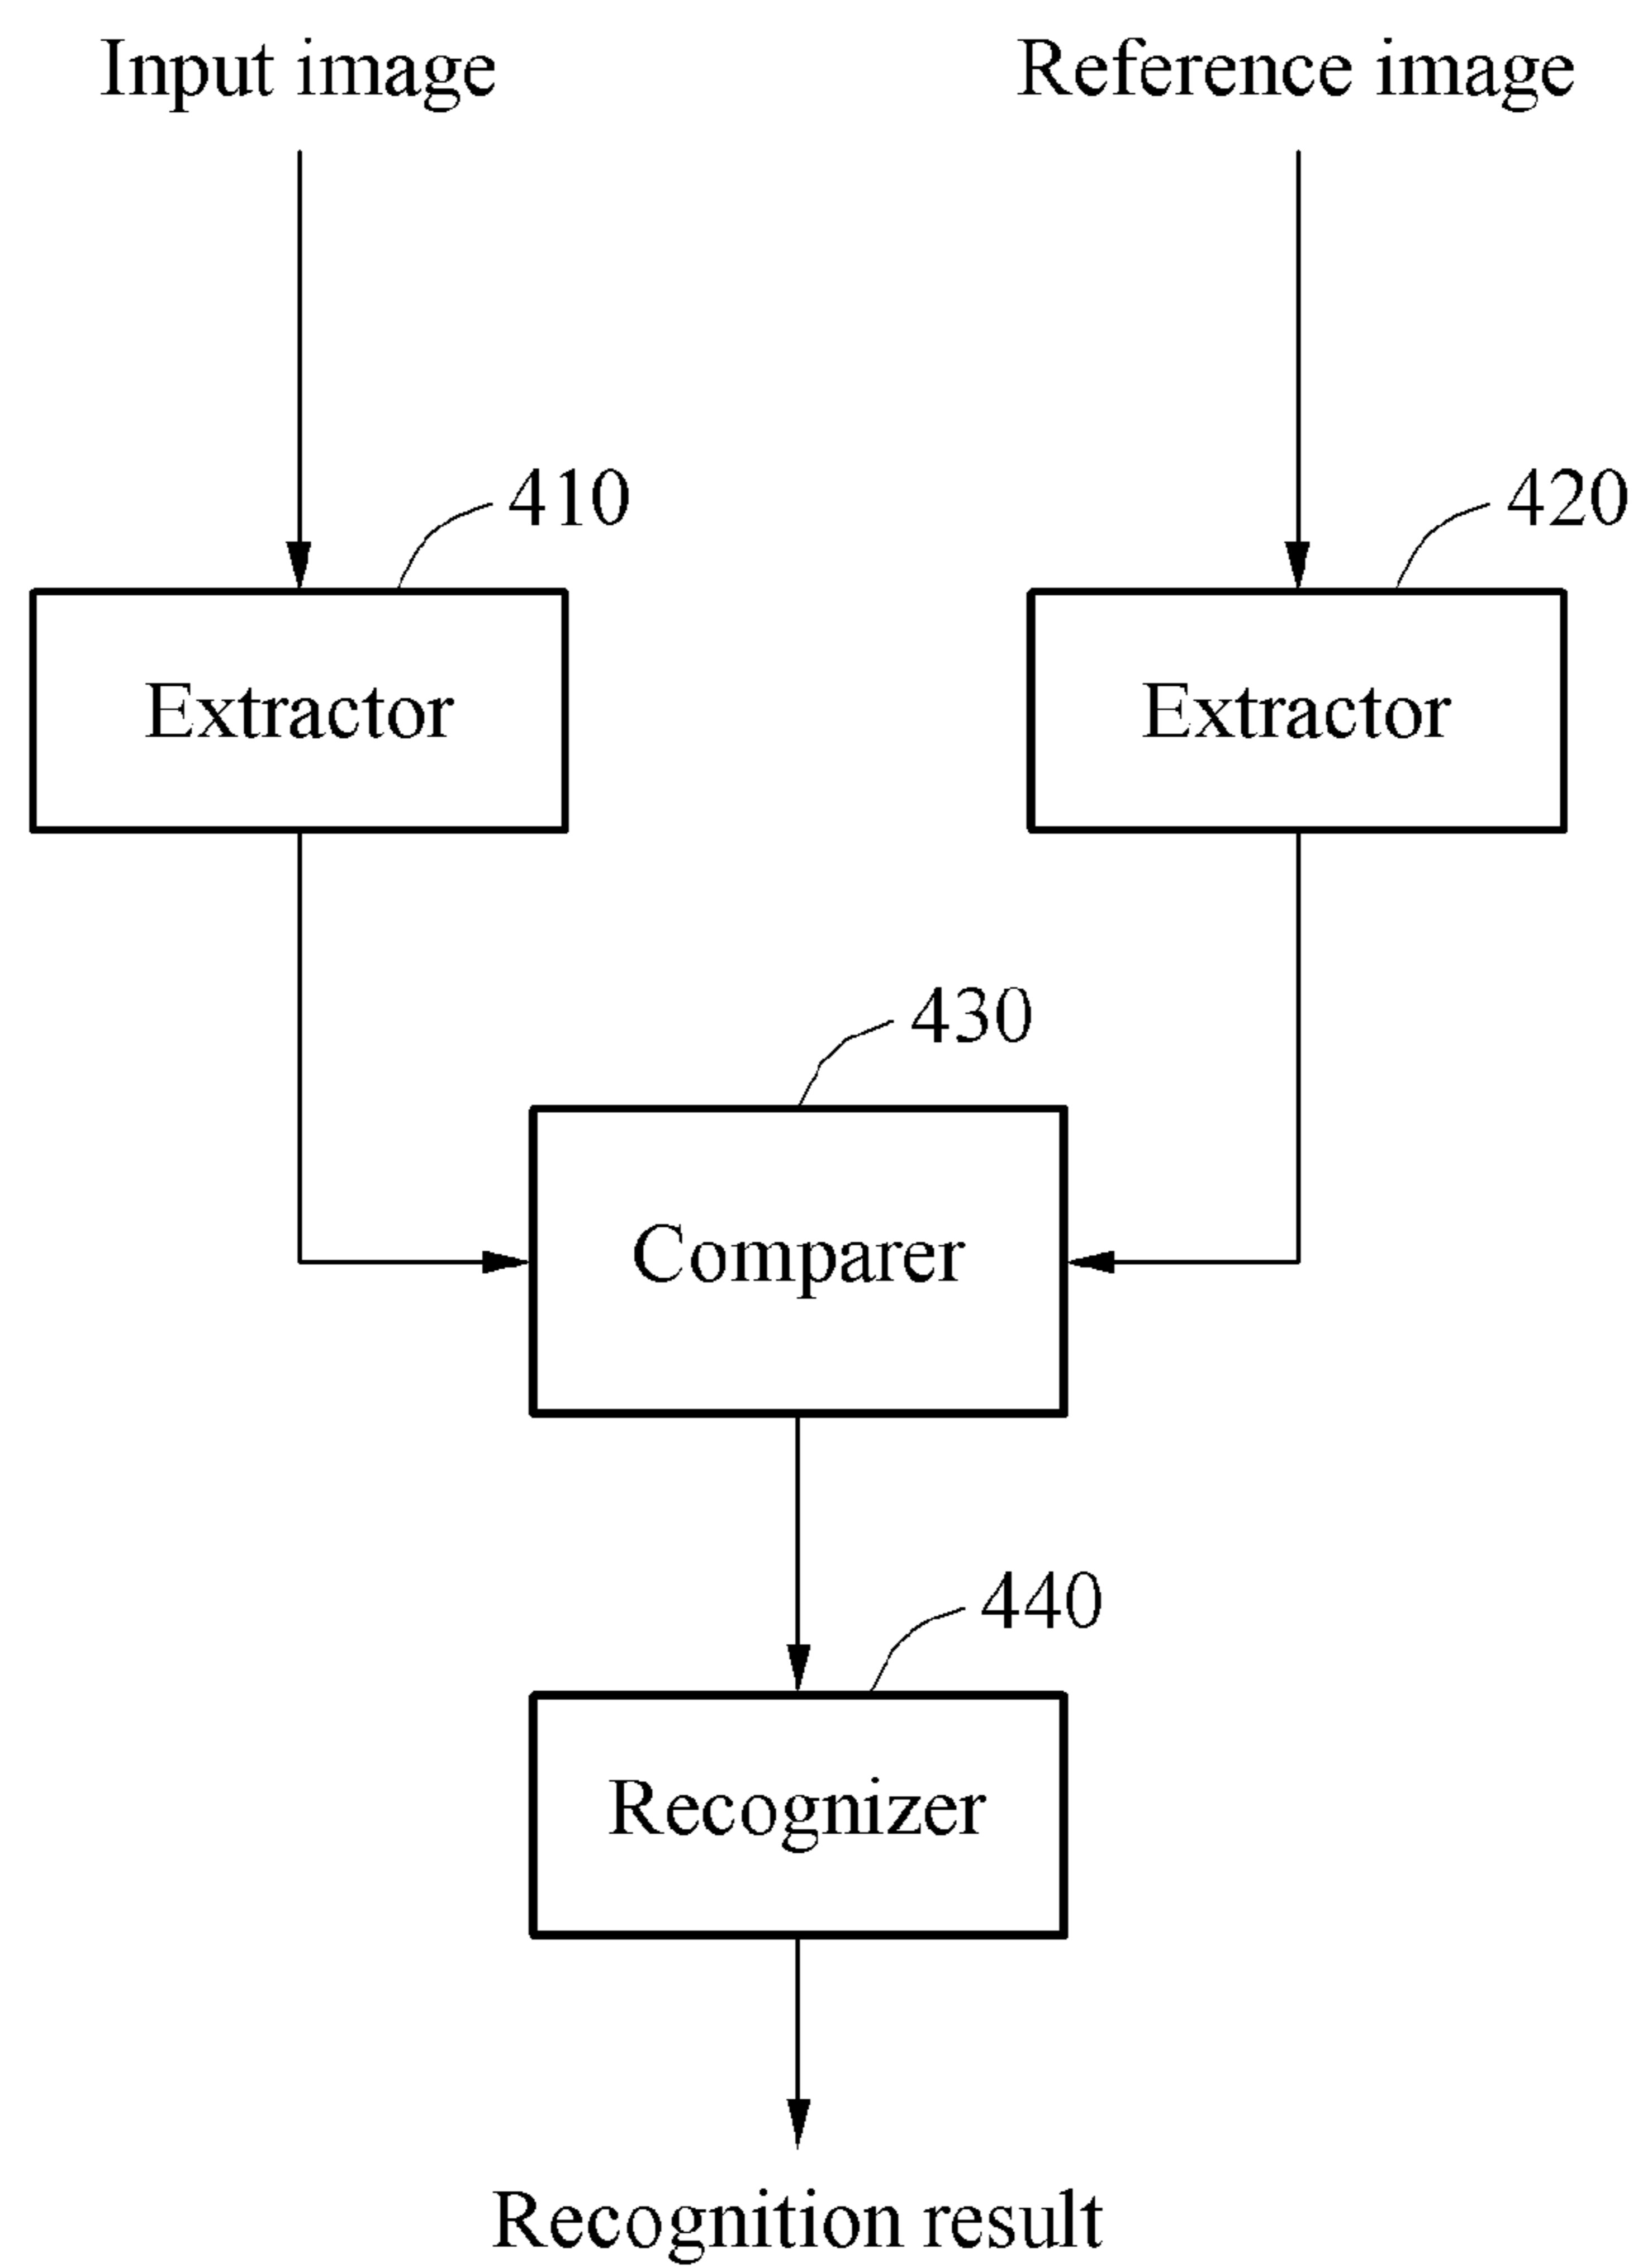 Input image
Reference image
410
420
Extractor
Extractor
430
Comparer
440
Recognizer
Recognition result